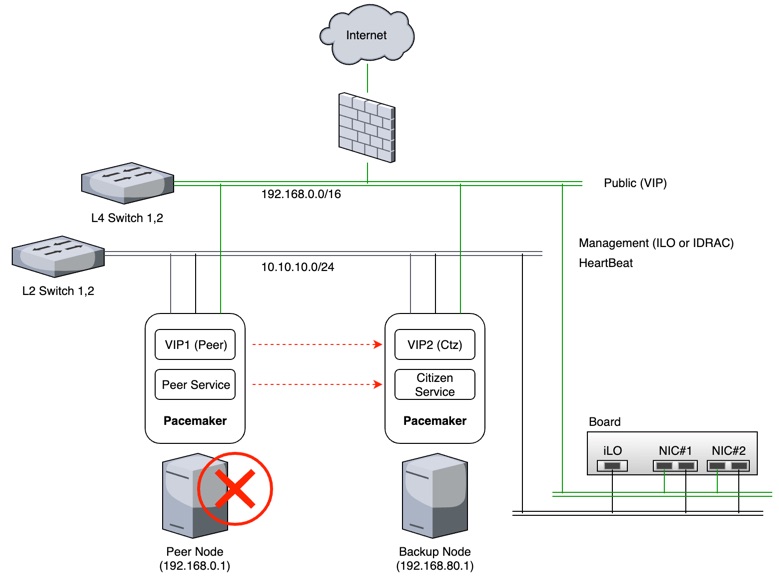 Internet
192.168.0.0/16
Public (VIP)
L4 Switch 1,2
Management (ILO or IDRAC)
HeartBeat
10.10.10.0/24
L2 Switch 1,2
VIP1 (Peer)
Peer Service
Pacemaker
VIP2 (Ctz)
Citizen
Service
Pacemaker
Board
iLO
NIC#1
NIC#2
Peer Node
(192.168.0.1)
Backup Node
(192.168.80.1)